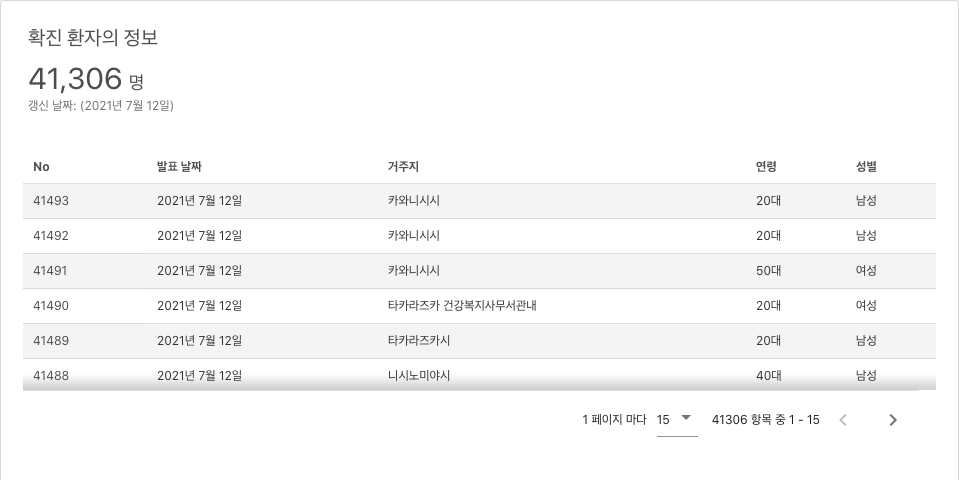 확진 환자의 정보
41,306 명
갱신 날짜: (2021년 7월 12일)
No 발표 날짜 거주지 연령 성별
41493 2021년 7월 12일 카와니시시 20대 남성
41492 2021년 7월 12일 카와니시시 20대 남성
41491 2021년 7월 12일 카와니시시 50대 여성
41490 2021년 7월 12일 타카라즈카 건강복지사무서관내 20대 여성
41489 2021년 7월 12일 타카라즈카시 20대 남성
41488 2021년 7월 12일 니시노미야시 40대 남성
1 페이지 마다 15 41306 항목 중 1 - 15